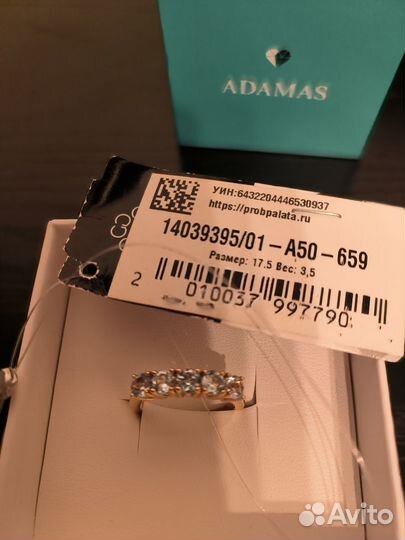 ADAMAS
УИН:6432204446530937
https://probpalata.ru
14039395/01-A50-659
Размер: 17.5 Вес: 3,5
2 010037 997790
Avito